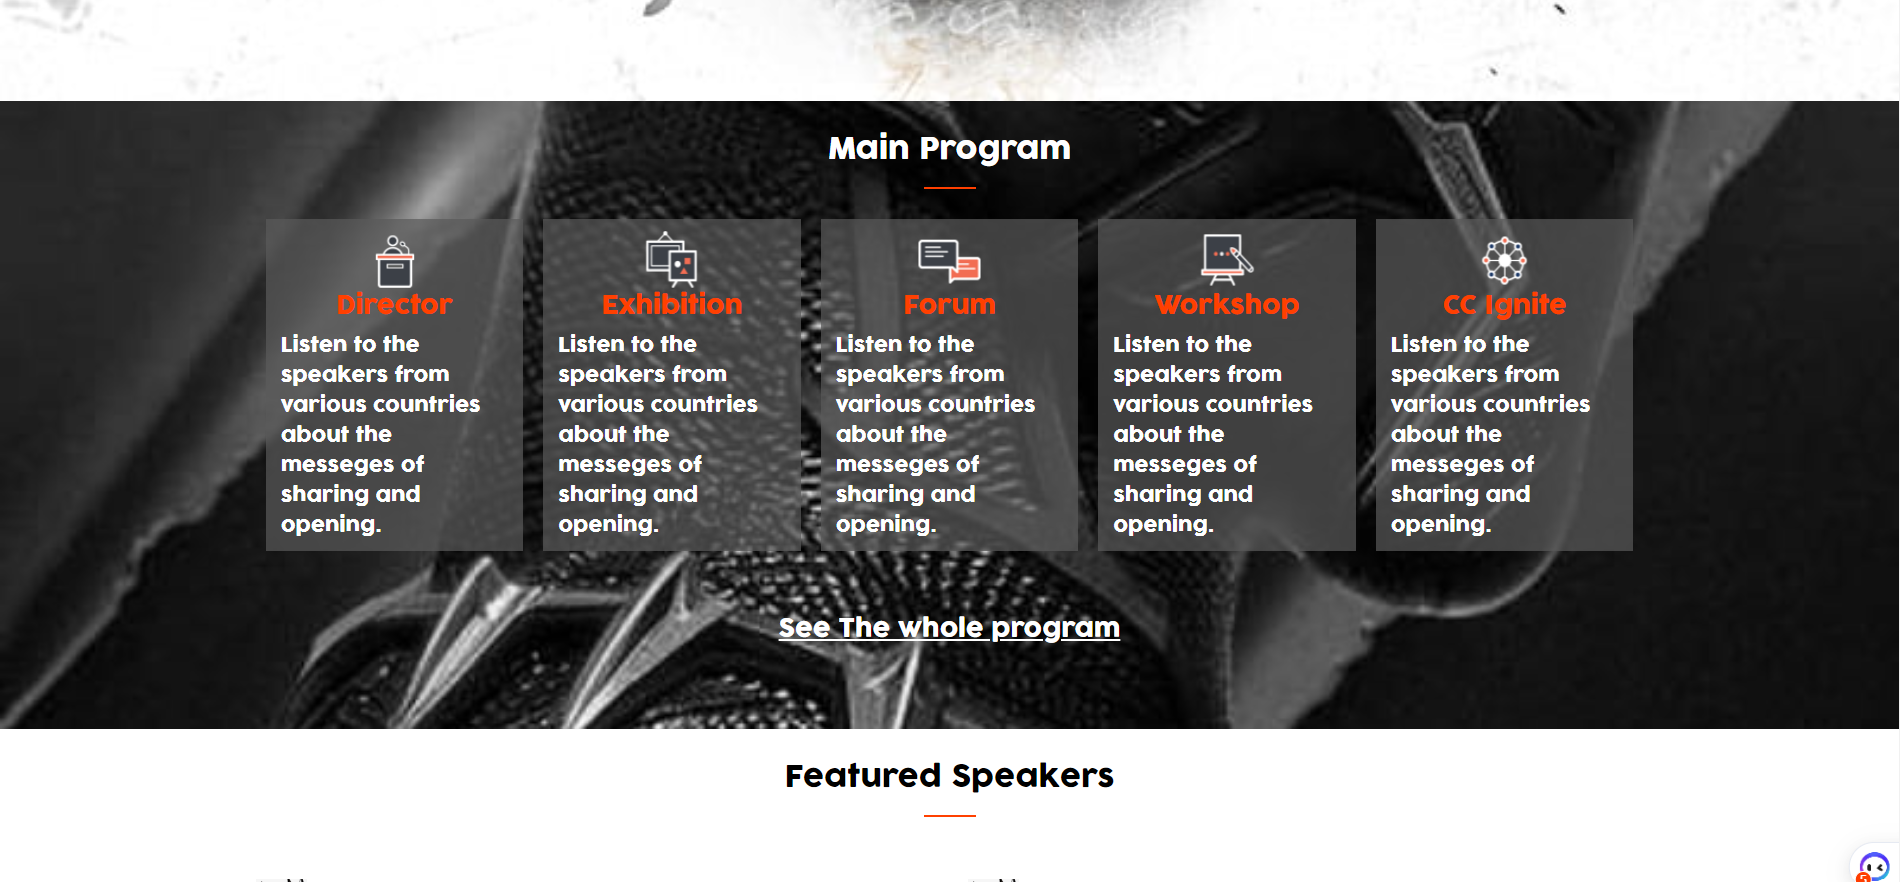 Main Program
Director
Listen to the
speakers from
various countries
about the
messeges of
sharing and
opening.
Exhibition
Listen to the
speakers from
various countries
about the
messeges of
sharing and
opening.
Forum
Listen to the
speakers from
various countries
about the
messeges of
sharing and
opening.
Workshop
Listen to the
speakers from
various countries
about the
messeges of
sharing and
opening.
CC Ignite
Listen to the
speakers from
various countries
about the
messeges of
sharing and
opening.
See The whole program
Featured Speakers